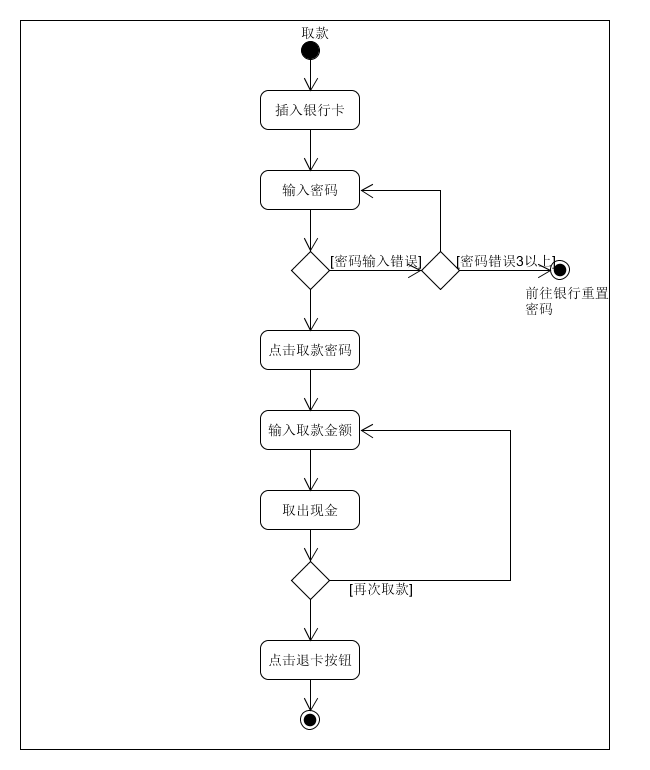 取款
插入银行卡
输入密码
[密码输入错误]
[密码错误3以上]
前往银行重置
密码
点击取款密码
输入取款金额
取出现金
[再次取款]
点击退卡按钮